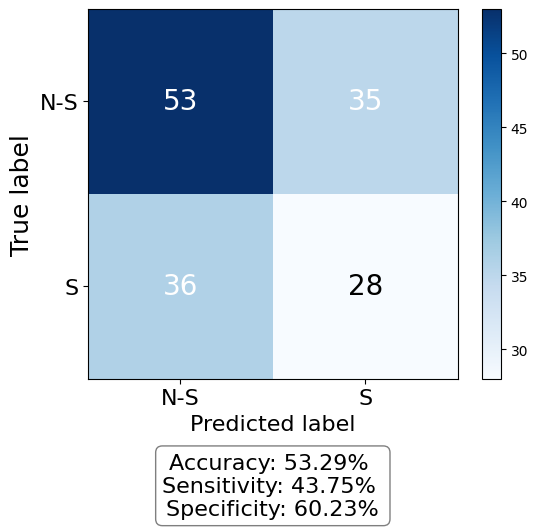 50
53
35
N-S
45
True label
40
35
36
28
S
30
N-S
S
Predicted label
Accuracy: 53.29%
Sensitivity: 43.75%
Specificity: 60.23%